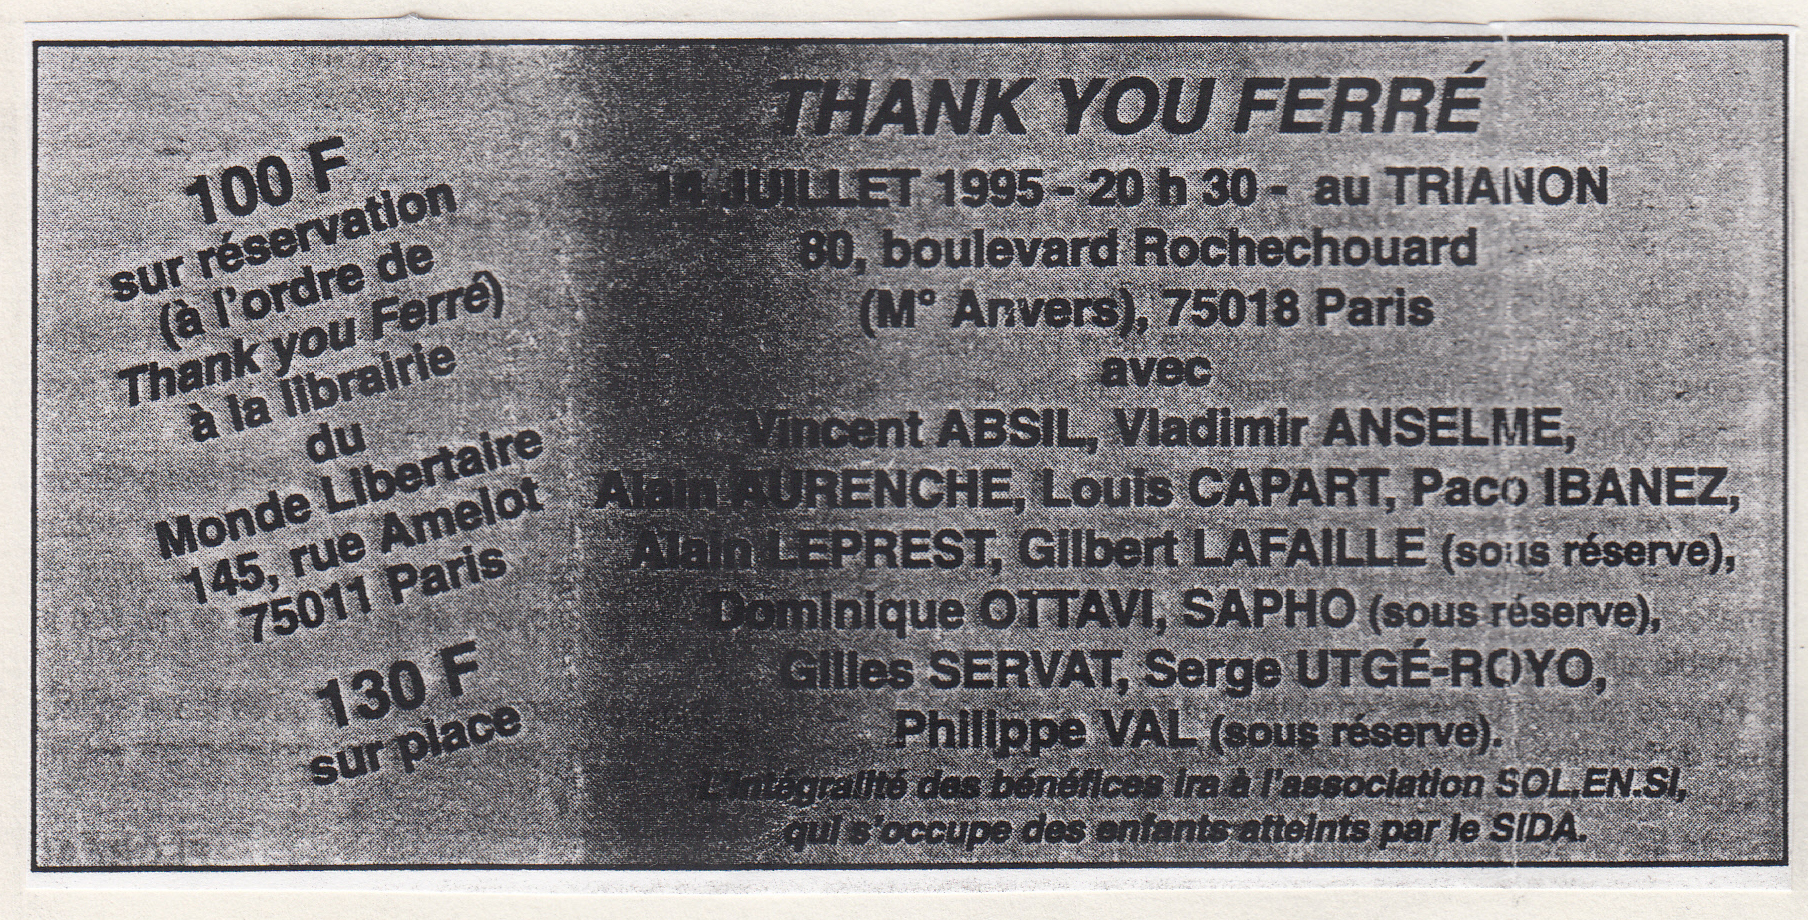 100 F
sur réservation
(à l'ordre de
Thank you Ferré)
à la librairie
du
Monde Libertaire
145, rue Amelot
75011 Paris
130 F
sur place
THANK YOU FERRÉ
14 JUILLET 1995 - 20 h 30 - au TRIANON
80, boulevard Rochechouard
(M° Anvers), 75018 Paris
avec
Vincent ABSIL, Vladimir ANSELME,
Alain AURENCHE, Louis CAPART, Paco IBANEZ,
Alain LEPREST, Gilbert LAFAILLE (sous réserve),
Dominique OTTAVI, SAPHO (sous réserve),
Gilles SERVAT, Serge UTGÉ-ROYO,
Philippe VAL (sous réserve).
L'intégralité des bénéfices ira à l'association SOL.EN.SI,
qui s'occupe des enfants atteints par le SIDA.